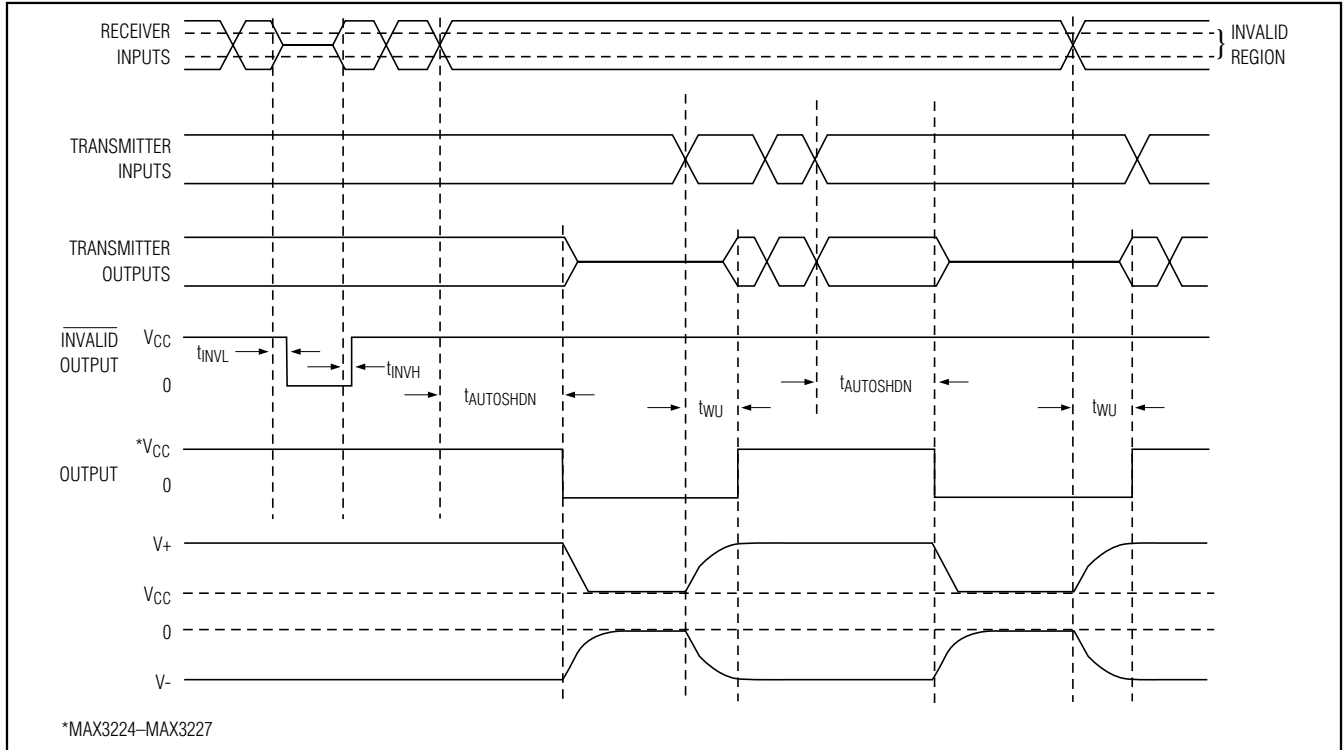 RECEIVER
INPUTS
} INVALID
REGION
TRANSMITTER
INPUTS
TRANSMITTER
OUTPUTS
INVALID
OUTPUT
VCC
0
tINVL
tINVH
tAUTOSHDN
tWU
tAUTOSHDN
tWU
OUTPUT
*VCC
0
V+
VCC
0
V-
*MAX3224–MAX3227